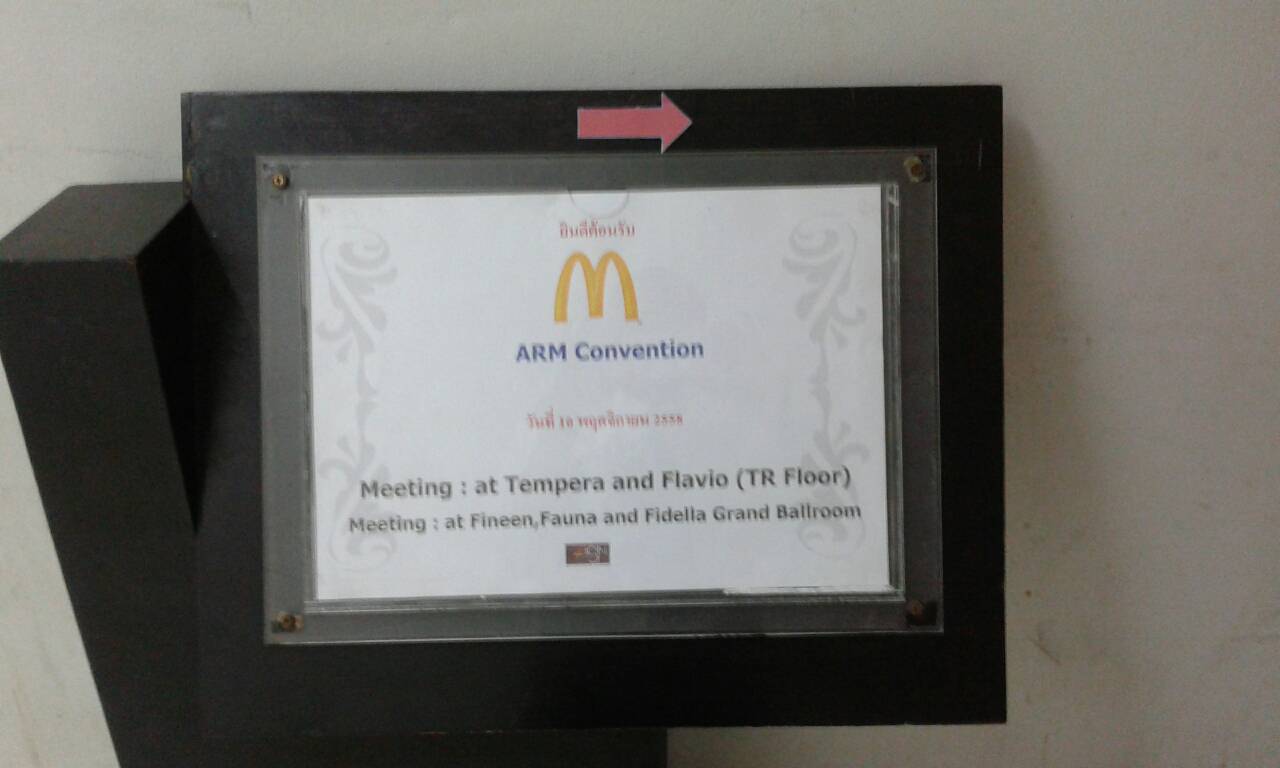 ยินดีต้อนรับ
ARM Convention
วันที่ 10 พฤศจิกายน 2558
Meeting : at Tempera and Flavio (TR Floor)
Meeting : at Fineen,Fauna and Fidella Grand Ballroom